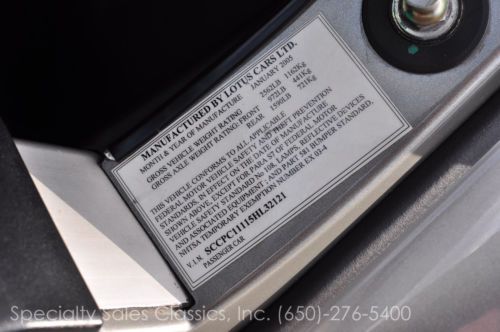 MANUFACTURED BY LOTUS CARS LTD.
MONTH & YEAR OF MANUFACTURE JANUARY 2005
GROSS VEHICLE WEIGHT RATING: 2562LB 1162Kg
GROSS AXLE WEIGHT RATING: FRONT 972LB 441Kg
REAR 1590LB 721Kg
THIS VEHICLE CONFORMS TO ALL APPLICABLE
FEDERAL MOTOR VEHICLE SAFETY AND THEFT PREVENTION
STANDARDS, IN EFFECT ON THE DATE OF MANUFACTURE
SHOWN ABOVE, EXCEPT FOR PARA S7 OF FEDERAL MOTOR
VEHICLE SAFETY STANDARD No 108, LAMPS, REFLECTIVE DEVICES
AND ASSOCIATED EQUIPMENT, AND PART 581 BUMPER STANDARD,
NHTSA TEMPORARY EXEMPTION NUMBER EX 03-4
V.I.N. SCCPC11115HL32121
PASSENGER CAR
Specialty Sales Classics, Inc. (650)-276-5400